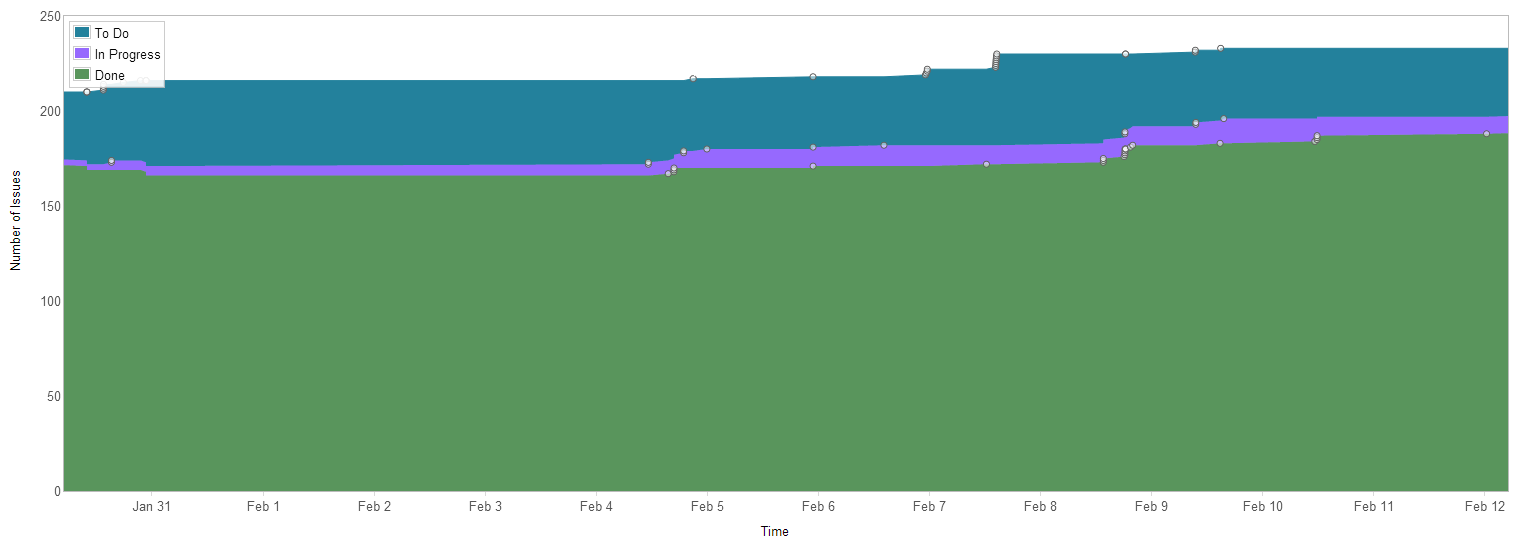 250
200
150
100
50
0
Number of Issues
To Do
In Progress
Done
Jan 31 Feb 1 Feb 2 Feb 3 Feb 4 Feb 5 Feb 6 Feb 7 Feb 8 Feb 9 Feb 10 Feb 11 Feb 12
Time